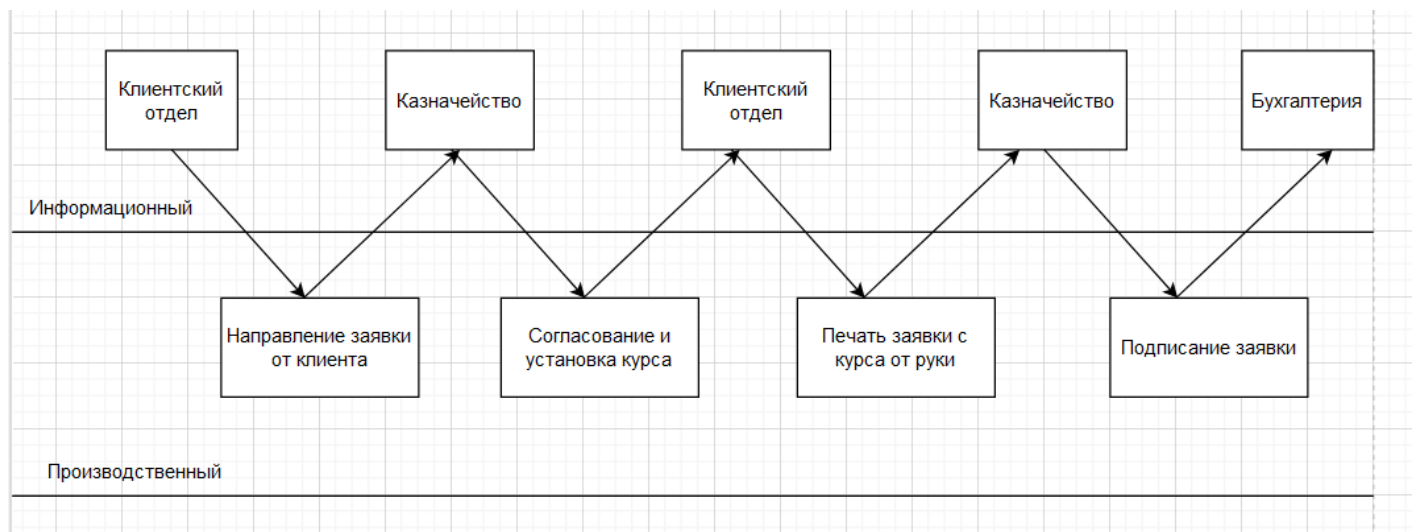 Клиентский
отдел
Казначейство
Клиентский
отдел
Казначейство
Бухгалтерия
Информационный
Направление заявки
от клиента
Согласование и
установка курса
Печать заявки с
курса от руки
Подписание заявки
Производственный